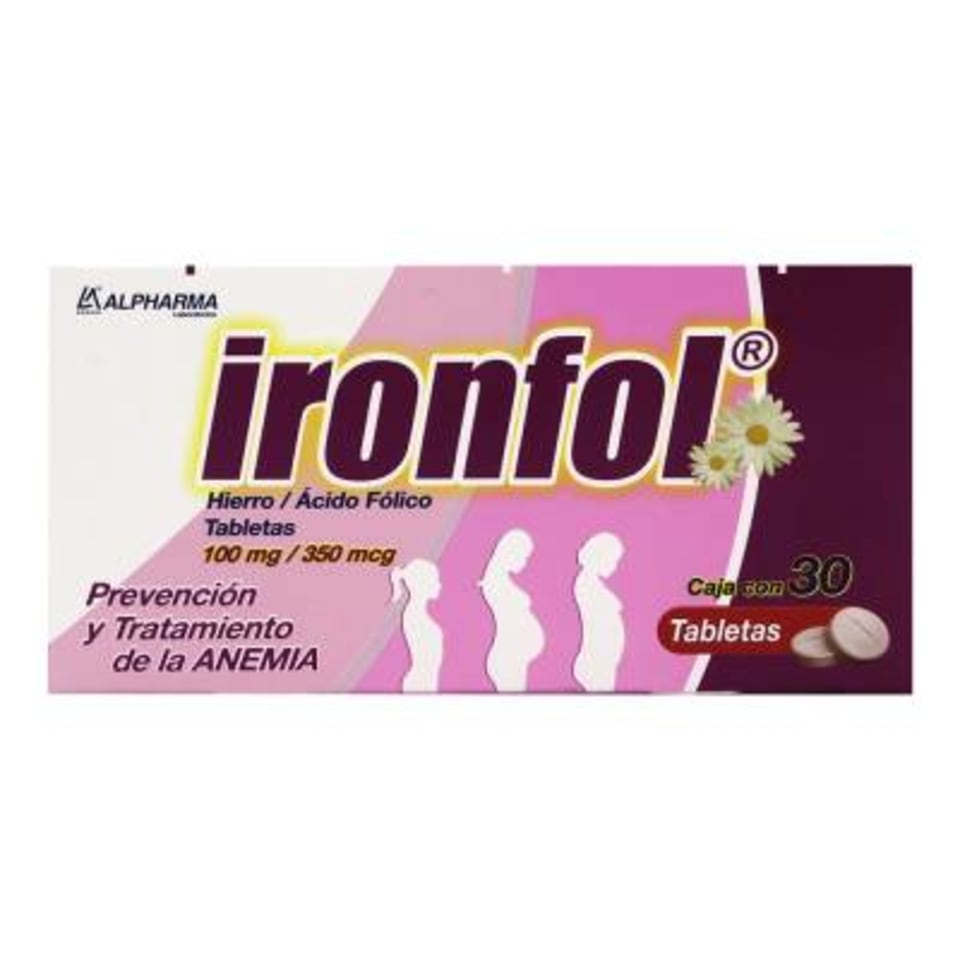 ALPHARMA
ironfol®
Hierro / Ácido Fólico
Tabletas
100 mg / 350 mcg
Prevención
y Tratamiento
de la ANEMIA
Caja con 30
Tabletas